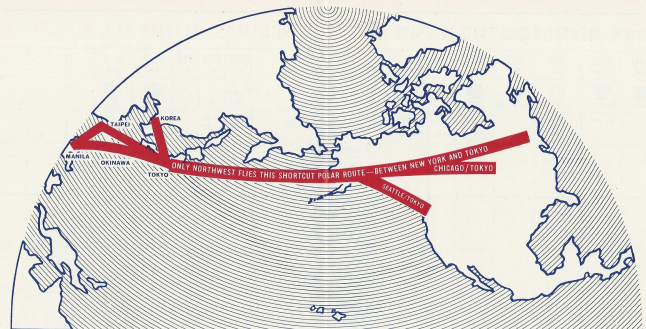 TAIPEI
KOREA
MANILA
OKINAWA
TOKYO
ONLY NORTHWEST FLIES THIS SHORTCUT POLAR ROUTE—BETWEEN NEW YORK AND TOKYO
CHICAGO/TOKYO
SEATTLE/TOKYO